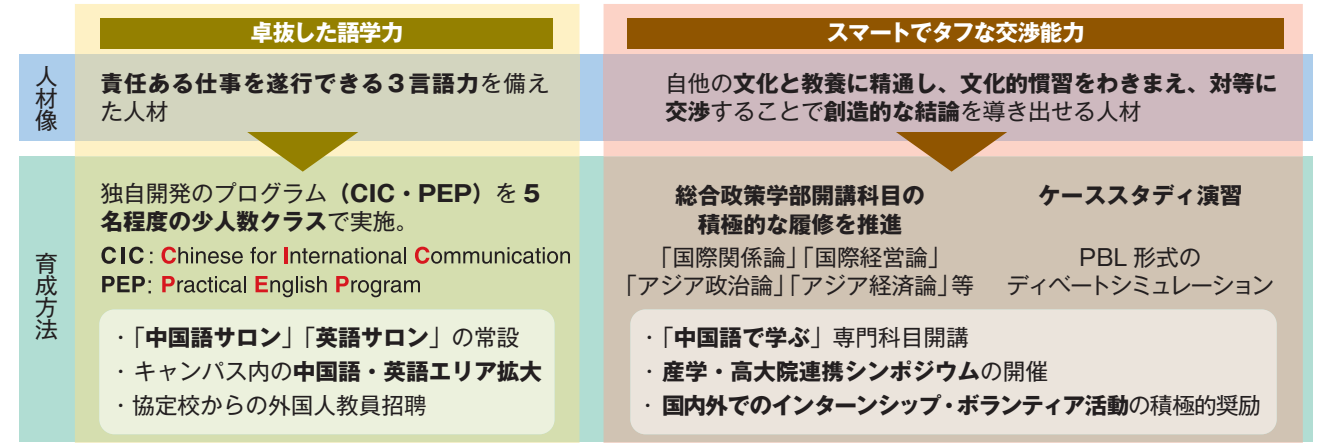 卓抜した語学力
スマートでタフな交渉能力
人材像
責任ある仕事を遂行できる3言語力を備え
た人材
自他の文化と教養に精通し、文化的慣習をわきまえ、対等に
交渉することで創造的な結論を導き出せる人材
育成方法
独自開発のプログラム（CIC・PEP）を 5
名程度の少人数クラスで実施。
CIC: Chinese for International Communication
PEP: Practical English Program
・「中国語サロン」「英語サロン」の常設
・キャンパス内の中国語・英語エリア拡大
・協定校からの外国人教員招聘
総合政策学部開講科目の
積極的な履修を推進
「国際関係論」「国際経営論」
「アジア政治論」「アジア経済論」等
ケーススタディ演習
PBL 形式の
ディベートシミュレーション
・「中国語で学ぶ」専門科目開講
・産学・高大院連携シンポジウムの開催
・国内外でのインターンシップ・ボランティア活動の積極的奨励